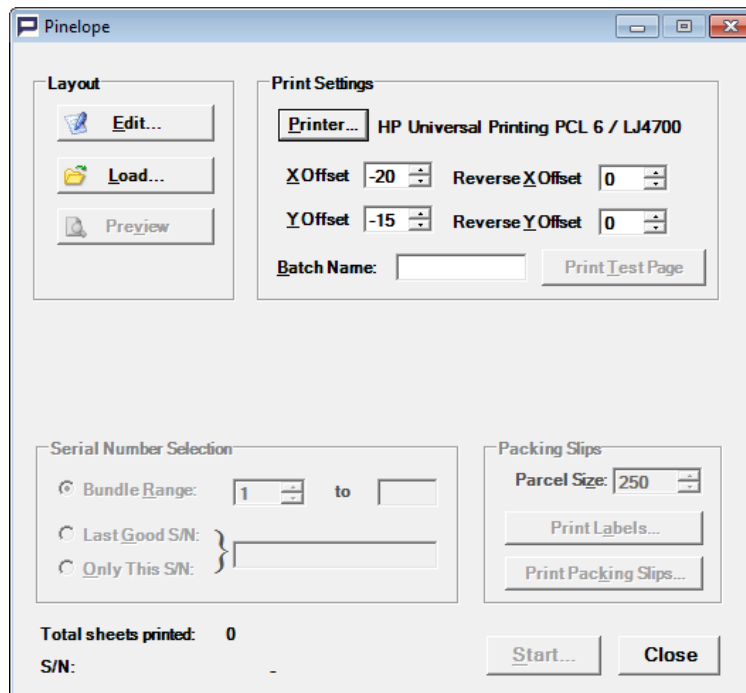 Pinelope
Layout
Edit...
Load...
Preview
Print Settings
Printer... HP Universal Printing PCL 6 / LJ4700
X Offset -20 Reverse X Offset 0
Y Offset -15 Reverse Y Offset 0
Batch Name: Print Test Page
Serial Number Selection
Bundle Range: 1 to
Last Good S/N:
Only This S/N:
Packing Slips
Parcel Size: 250
Print Labels...
Print Packing Slips...
Total sheets printed: 0
S/N: -
Start... Close